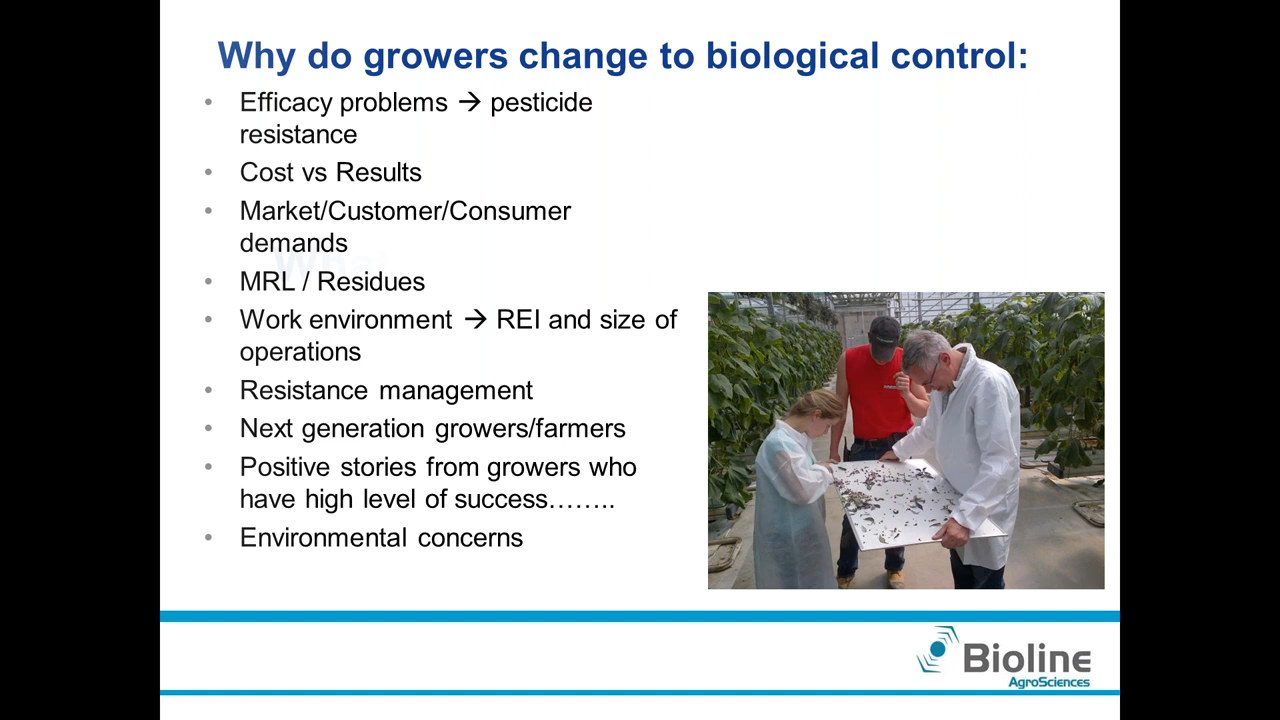 Why do growers change to biological control:
• Efficacy problems → pesticide
resistance
• Cost vs Results
• Market/Customer/Consumer
demands
What
• MRL / Residues
• Work environment → REI and size of
operations
• Resistance management
• Next generation growers/farmers
• Positive stories from growers who
have high level of success……..
• Environmental concerns
Bioline
AgroSciences